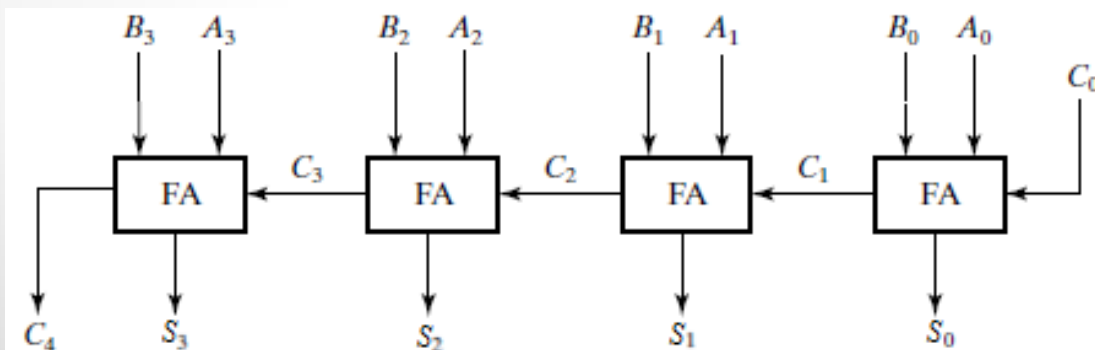 B₃ A₃ B₂ A₂ B₁ A₁ B₀ A₀
C₀
C₃ C₂ C₁
FA FA FA FA
C₄ S₃ S₂ S₁ S₀